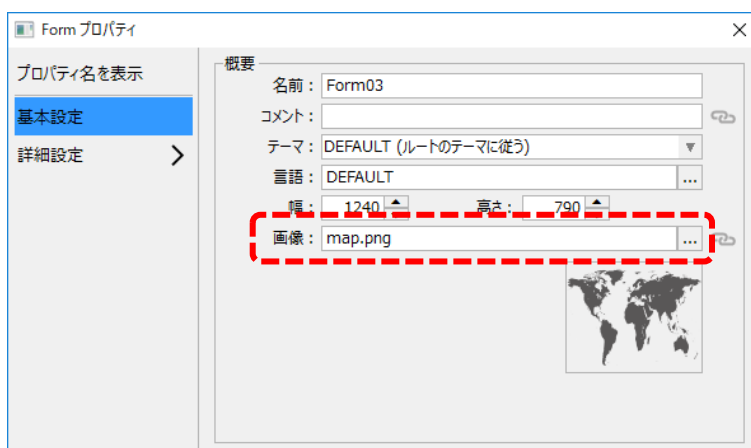 Form プロパティ
プロパティ名を表示
基本設定
詳細設定
概要
名前： Form03
コメント：
テーマ： DEFAULT (ルートのテーマに従う)
言語： DEFAULT ...
幅： 1240 高さ： 790
画像： map.png ...